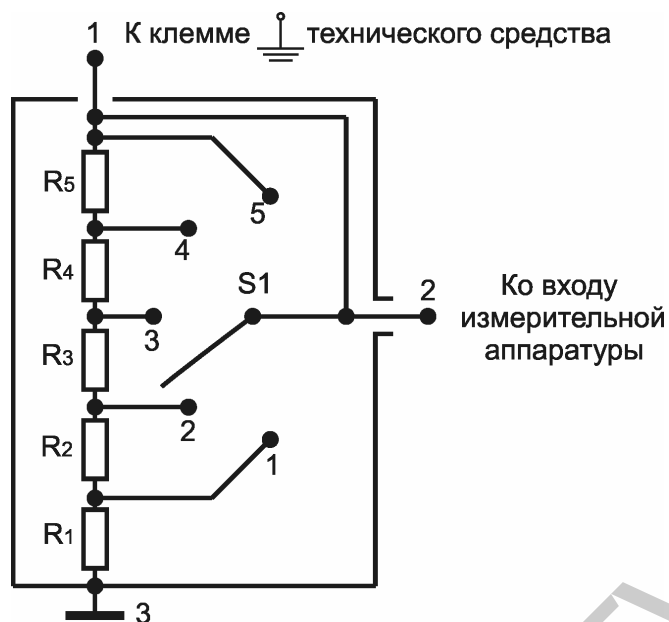 1 К клемме технического средства
R5
5
4
R4
S1
2
Ко входу
измерительной
аппаратуры
3
R3
2
R2
1
R1
3